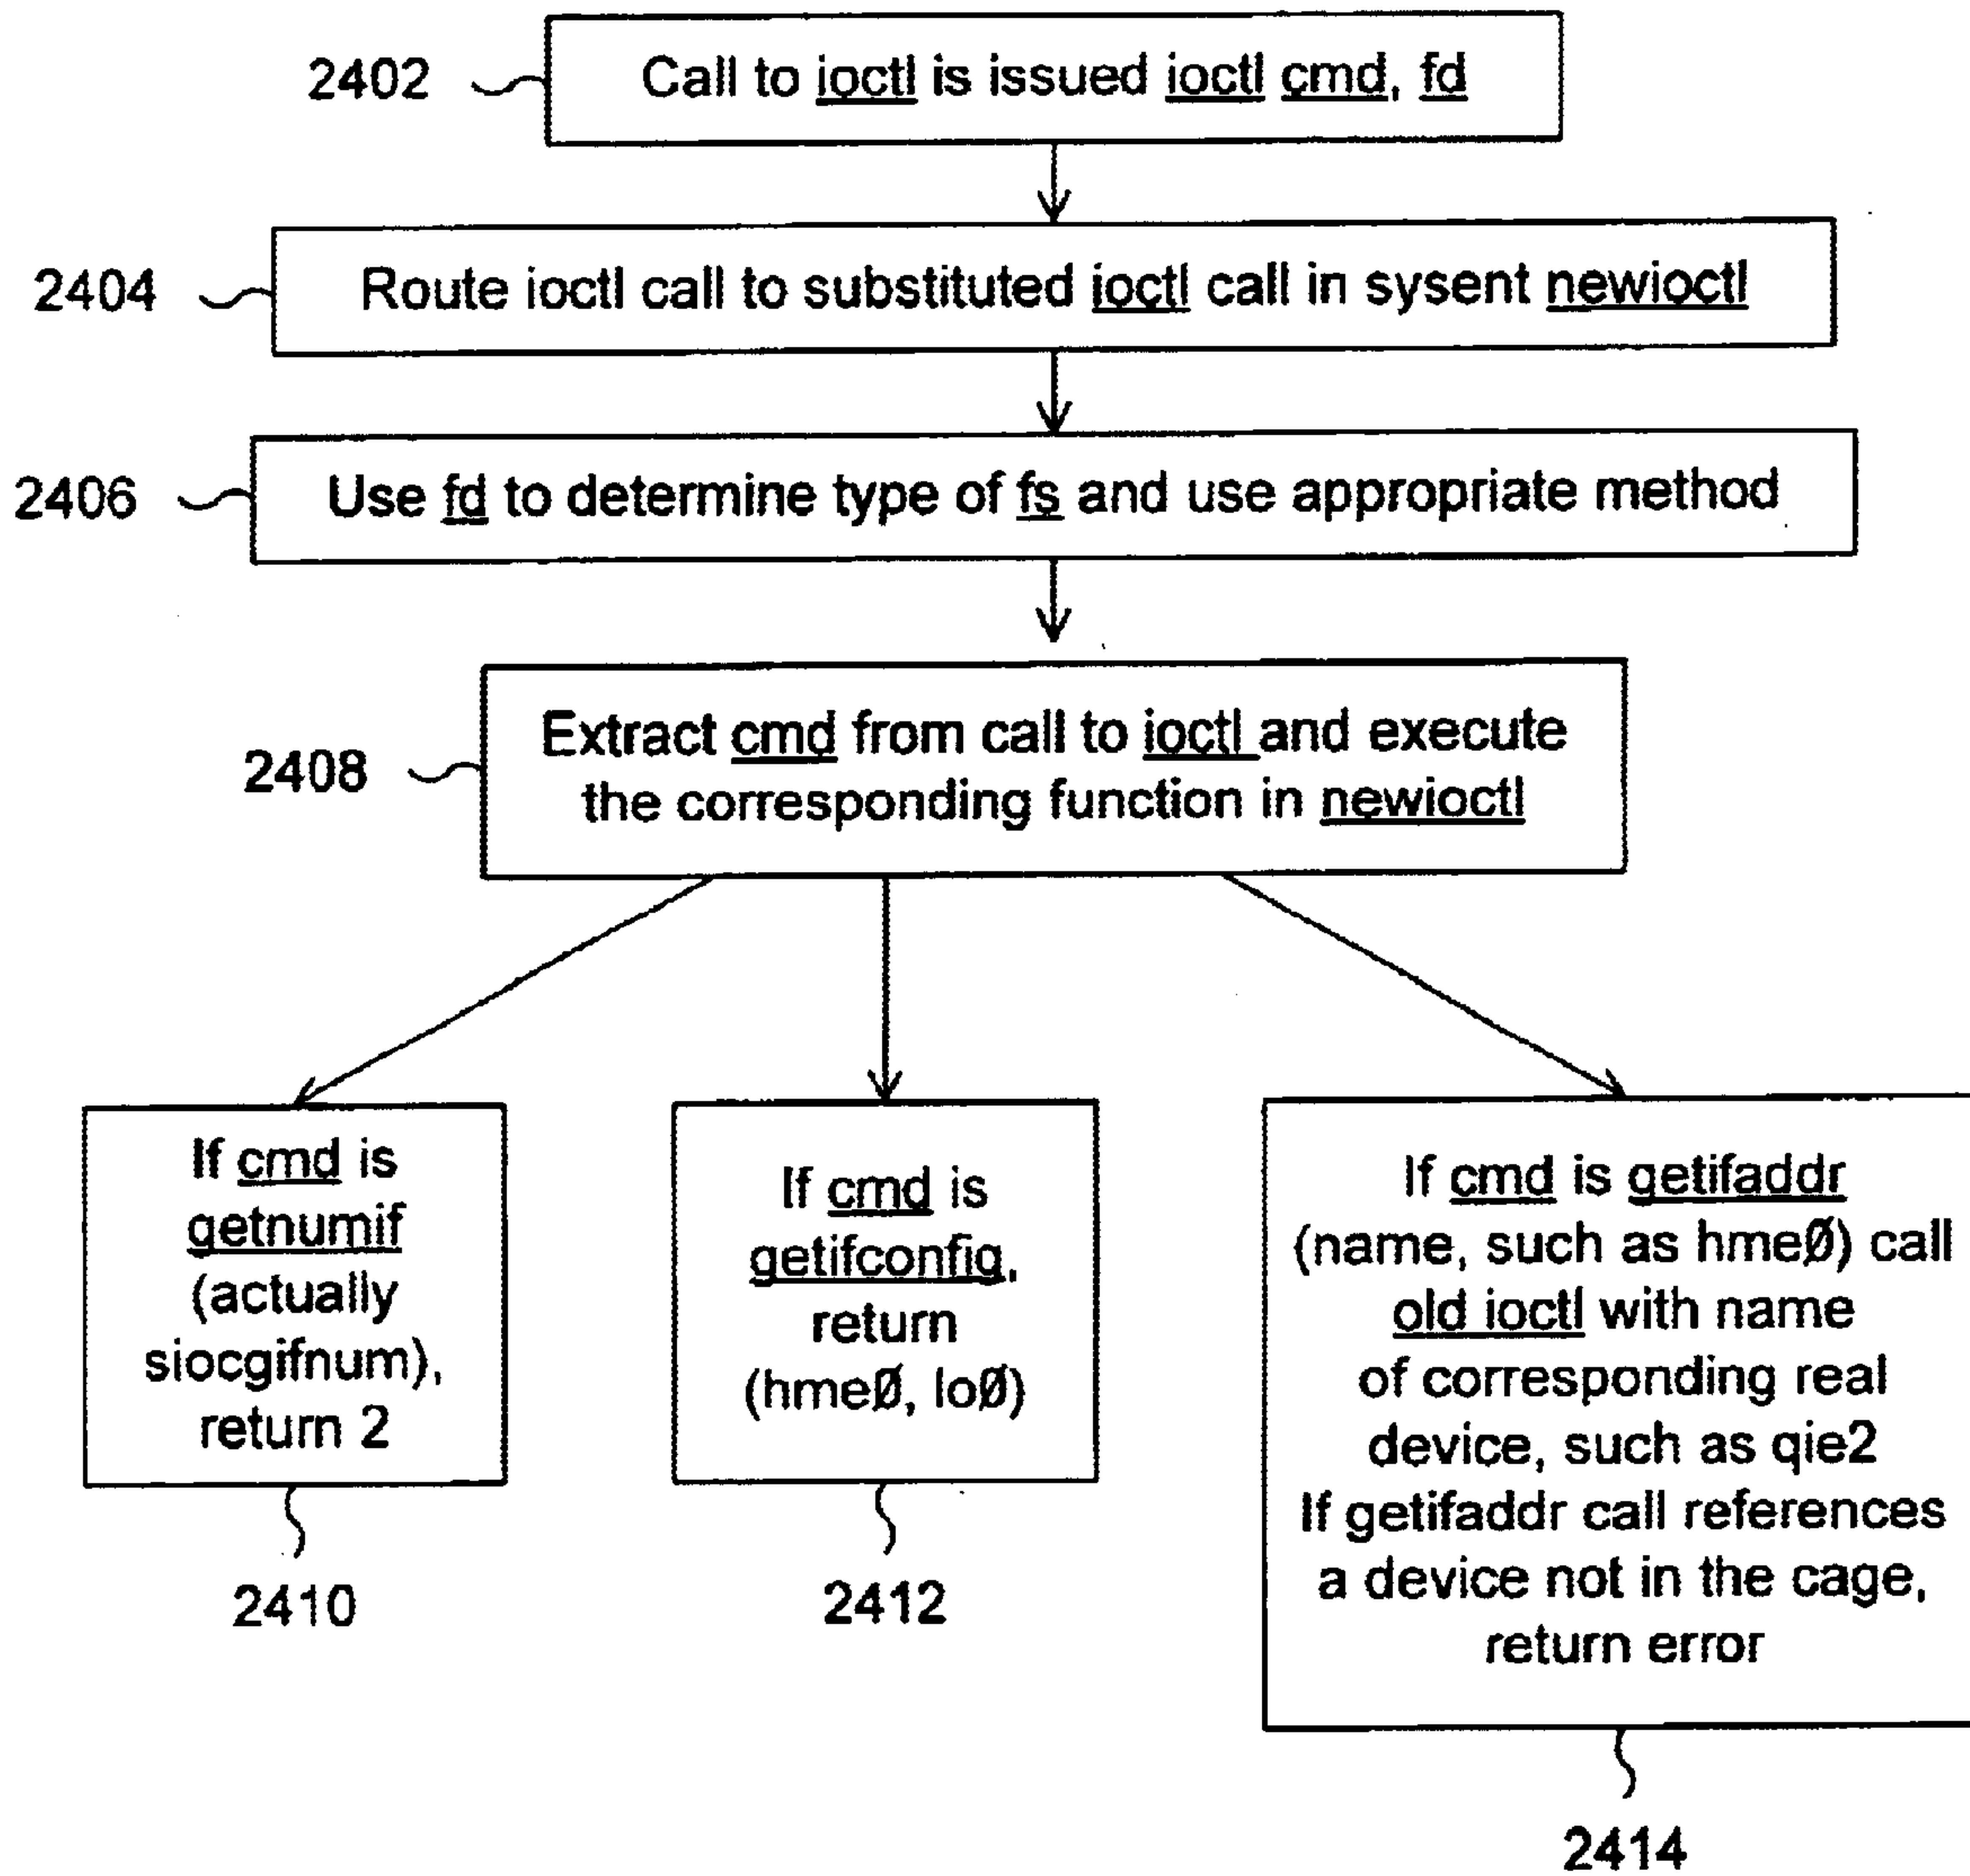 2402
Call to ioctl is issued ioctl cmd, fd
2404
Route ioctl call to substituted ioctl call in sysent newioctl
2406
Use fd to determine type of fs and use appropriate method
2408
Extract cmd from call to ioctl and execute
the corresponding function in newioctl
If cmd is
getnumif
(actually
siocgifnum),
return 2
2410
If cmd is
getifconfig,
return
(hme0̸, lo0̸)
2412
If cmd is getifaddr
(name, such as hme0̸) call
old ioctl with name
of corresponding real
device, such as qie2
If getifaddr call references
a device not in the cage,
return error
2414